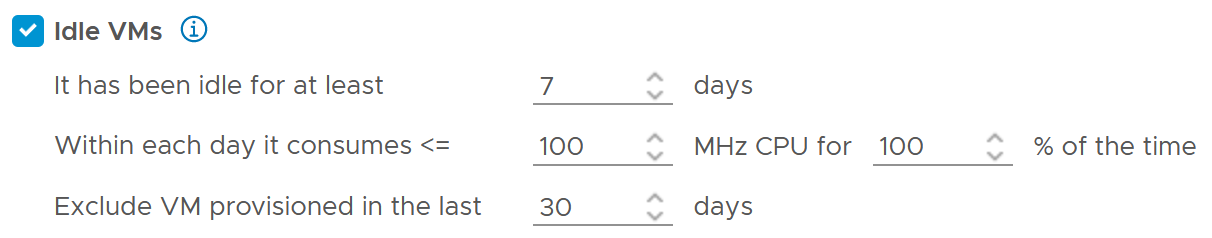 Idle VMs
It has been idle for at least 7 days
Within each day it consumes <= 100 MHz CPU for 100 % of the time
Exclude VM provisioned in the last 30 days